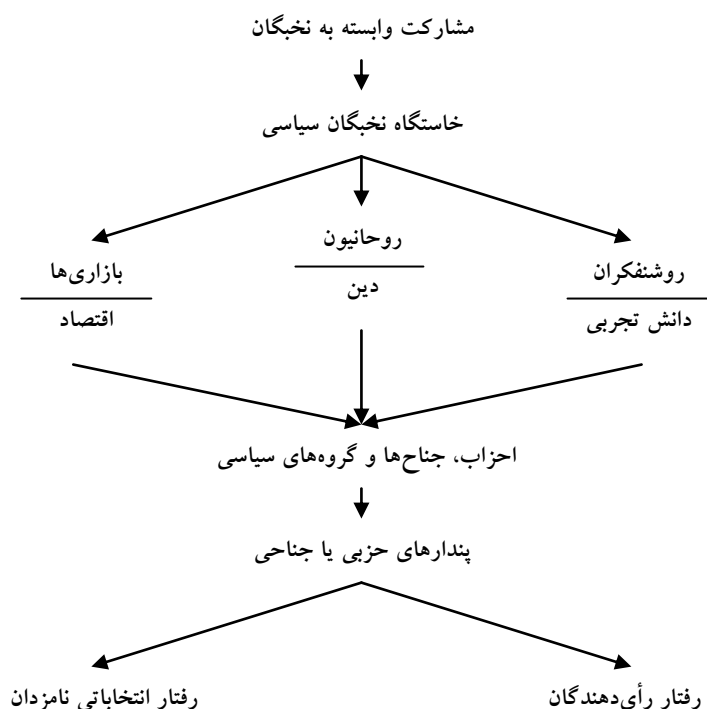 مشارکت وابسته به نخبگان
خاستگاه نخبگان سیاسی
روشنفکران
دانش تجربی
روحانیون
دین
بازاری‌ها
اقتصاد
احزاب، جناح‌ها و گروه‌های سیاسی
پندارهای حزبی یا جناحی
رفتار رأی‌دهندگان
رفتار انتخاباتی نامزدان